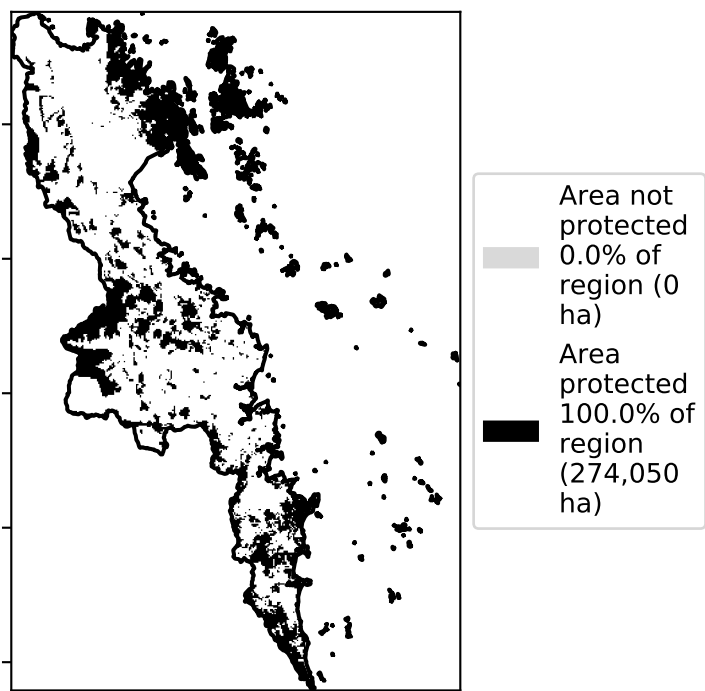 Area not
protected
0.0% of
region (0
ha)
Area
protected
100.0% of
region
(274,050
ha)